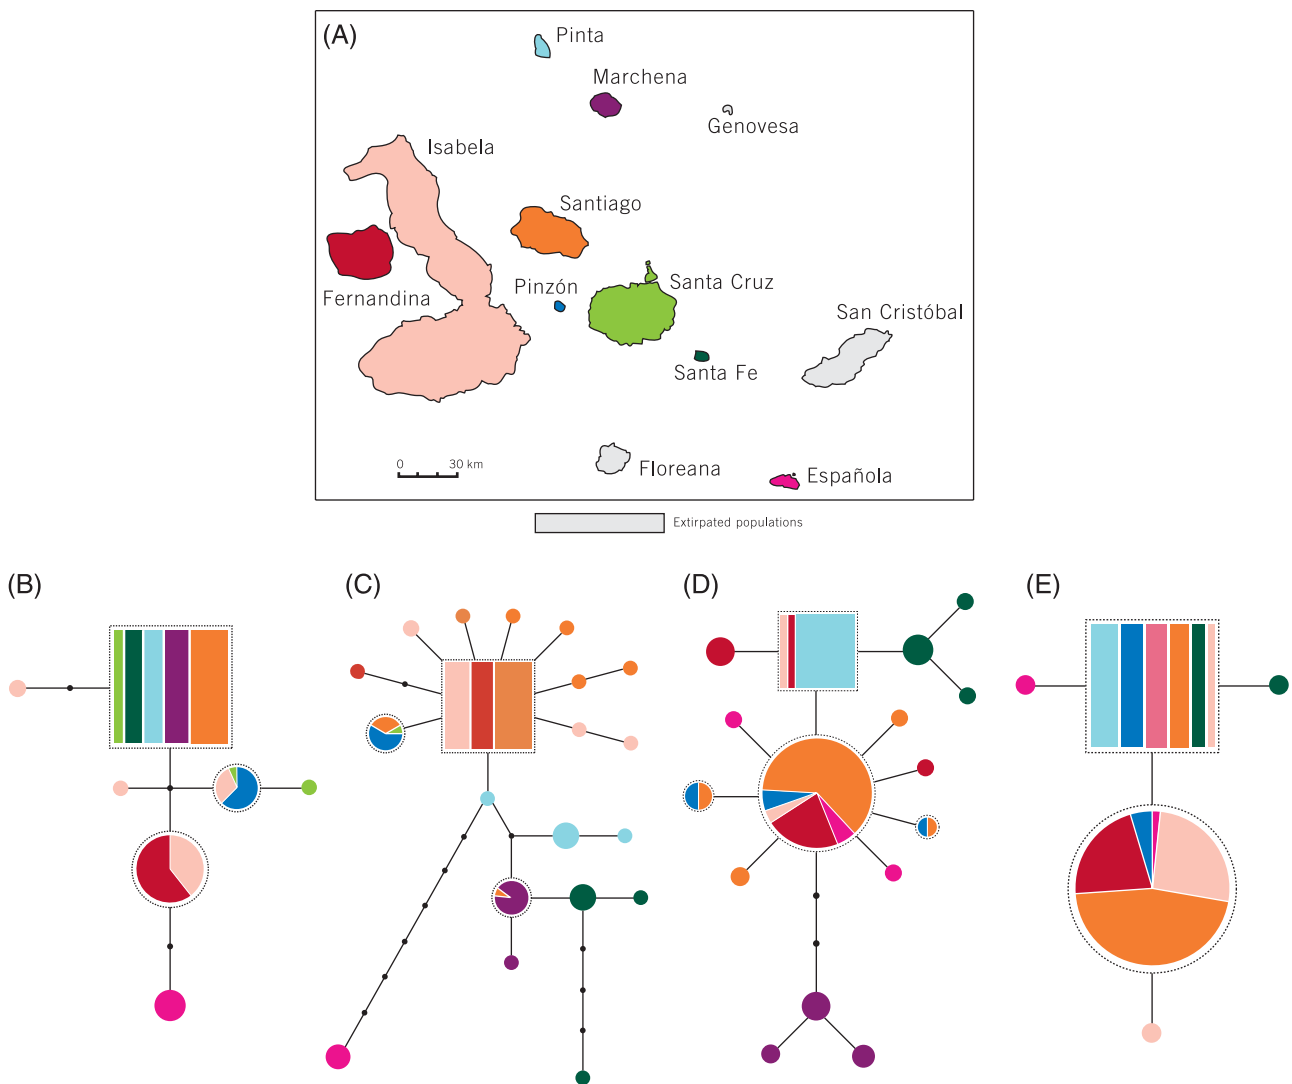 (A)
Pinta
Marchena
Genovesa
Isabela
Santiago
Fernandina
Pinzón
Santa Cruz
San Cristóbal
Santa Fe
0 30 km
Floreana
Española
Extirpated populations
(B)
(C)
(D)
(E)